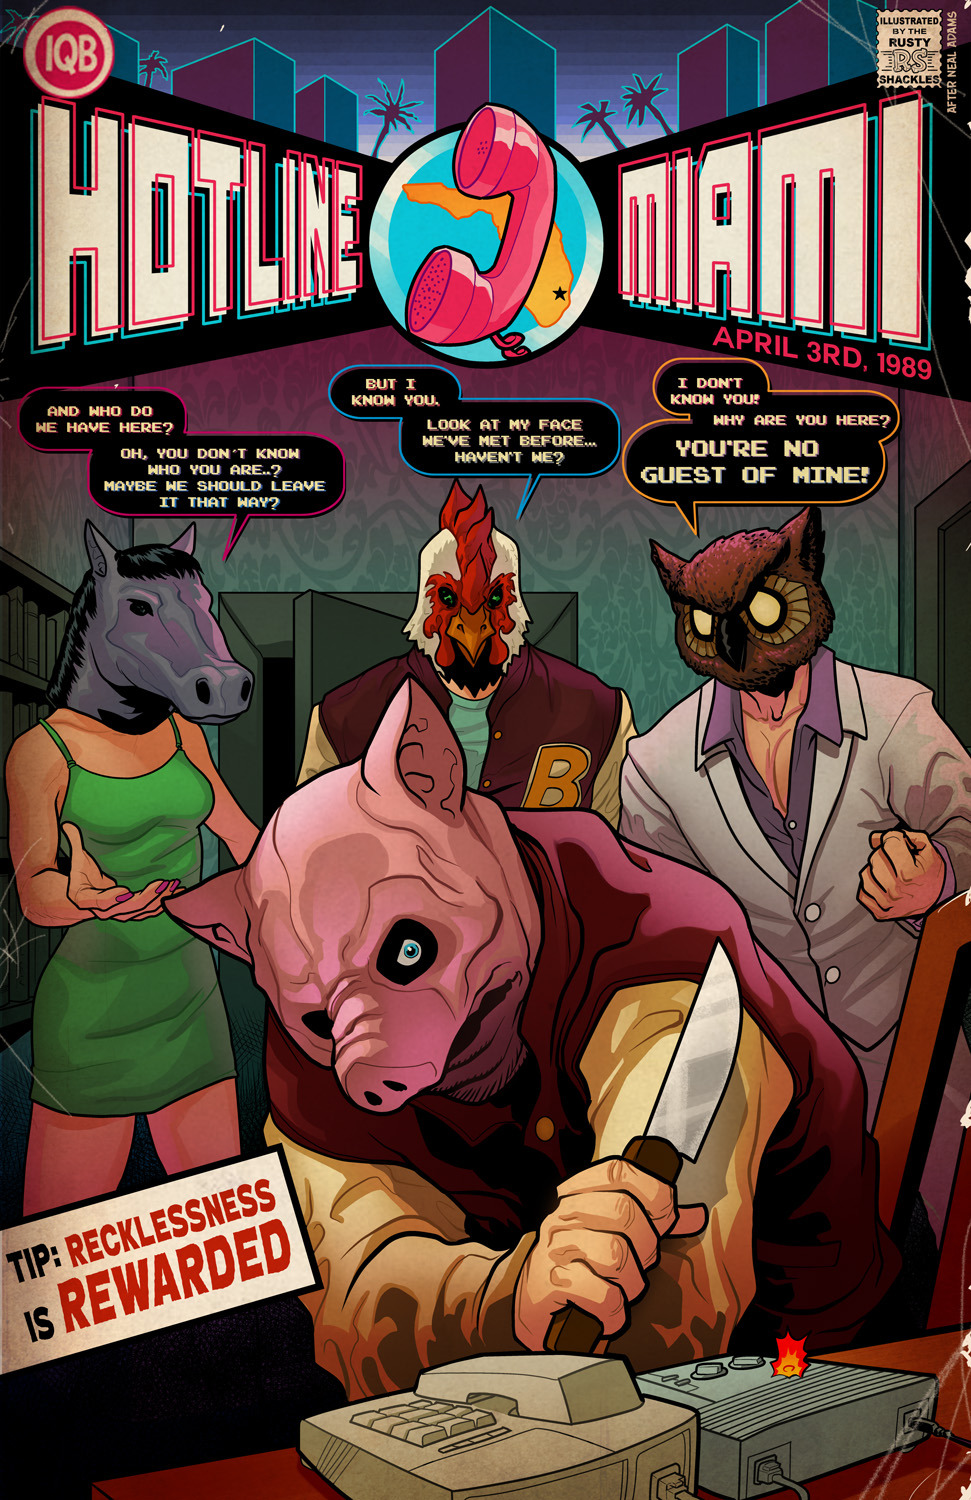 IQB
ILLUSTRATED
BY THE
RUSTY
RS
SHACKLES
AFTER NEAL ADAMS
HOTLINE MIAMI
APRIL 3RD, 1989
AND WHO DO
WE HAVE HERE?
OH, YOU DON'T KNOW
WHO YOU ARE..?
MAYBE WE SHOULD LEAVE
IT THAT WAY?
BUT I
KNOW YOU.
LOOK AT MY FACE
WE'VE MET BEFORE...
HAVEN'T WE?
I DON'T
KNOW YOU!
WHY ARE YOU HERE?
YOU'RE NO
GUEST OF MINE!
B
TIP: RECKLESSNESS
IS REWARDED